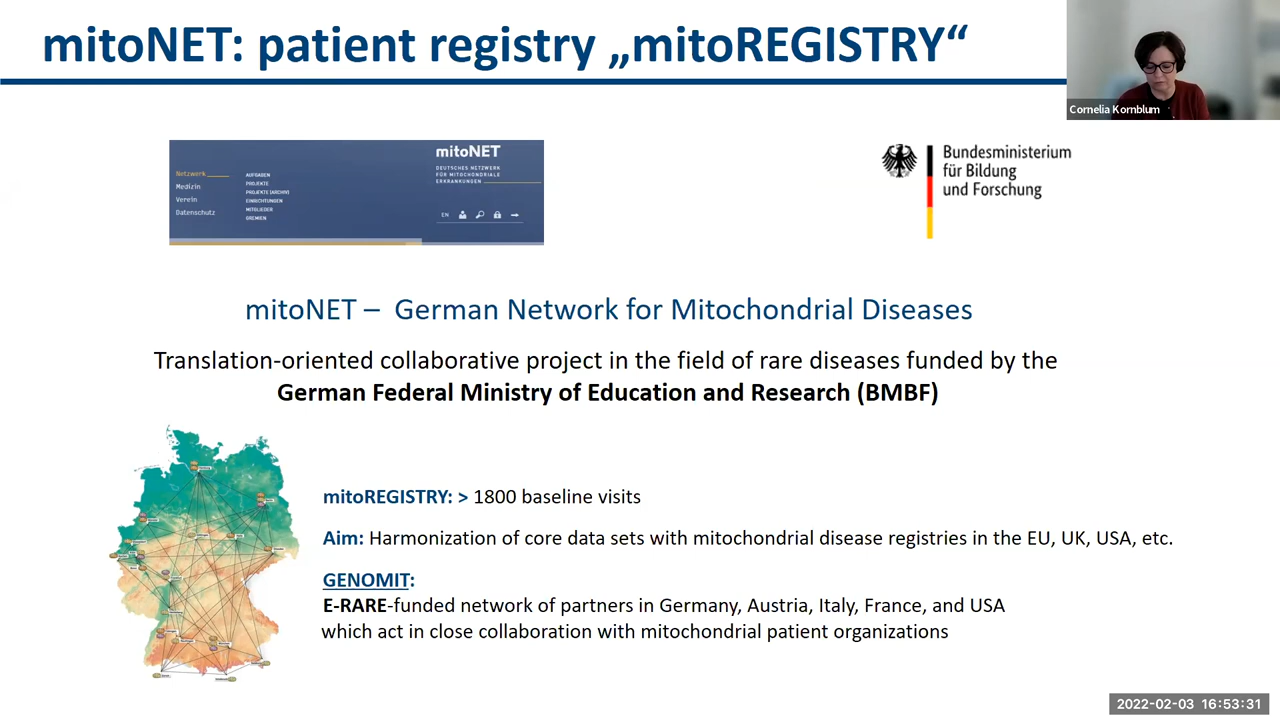 mitoNET: patient registry „mitoREGISTRY“
Cornelia Kornblum
mitoNET
DEUTSCHES NETZWERK
FÜR MITOCHONDRIALE
ERKRANKUNGEN
Netzwerk
Medizin
Verein
Datenschutz
AUFGABEN
PROJEKTE
PROJEKTE (ARCHIV)
EINRICHTUNGEN
MITGLIEDER
GREMIEN
EN
Bundesministerium
für Bildung
und Forschung
mitoNET – German Network for Mitochondrial Diseases
Translation-oriented collaborative project in the field of rare diseases funded by the
German Federal Ministry of Education and Research (BMBF)
mitoREGISTRY: > 1800 baseline visits
Aim: Harmonization of core data sets with mitochondrial disease registries in the EU, UK, USA, etc.
GENOMIT:
E-RARE-funded network of partners in Germany, Austria, Italy, France, and USA
which act in close collaboration with mitochondrial patient organizations
2022-02-03 16:53:31